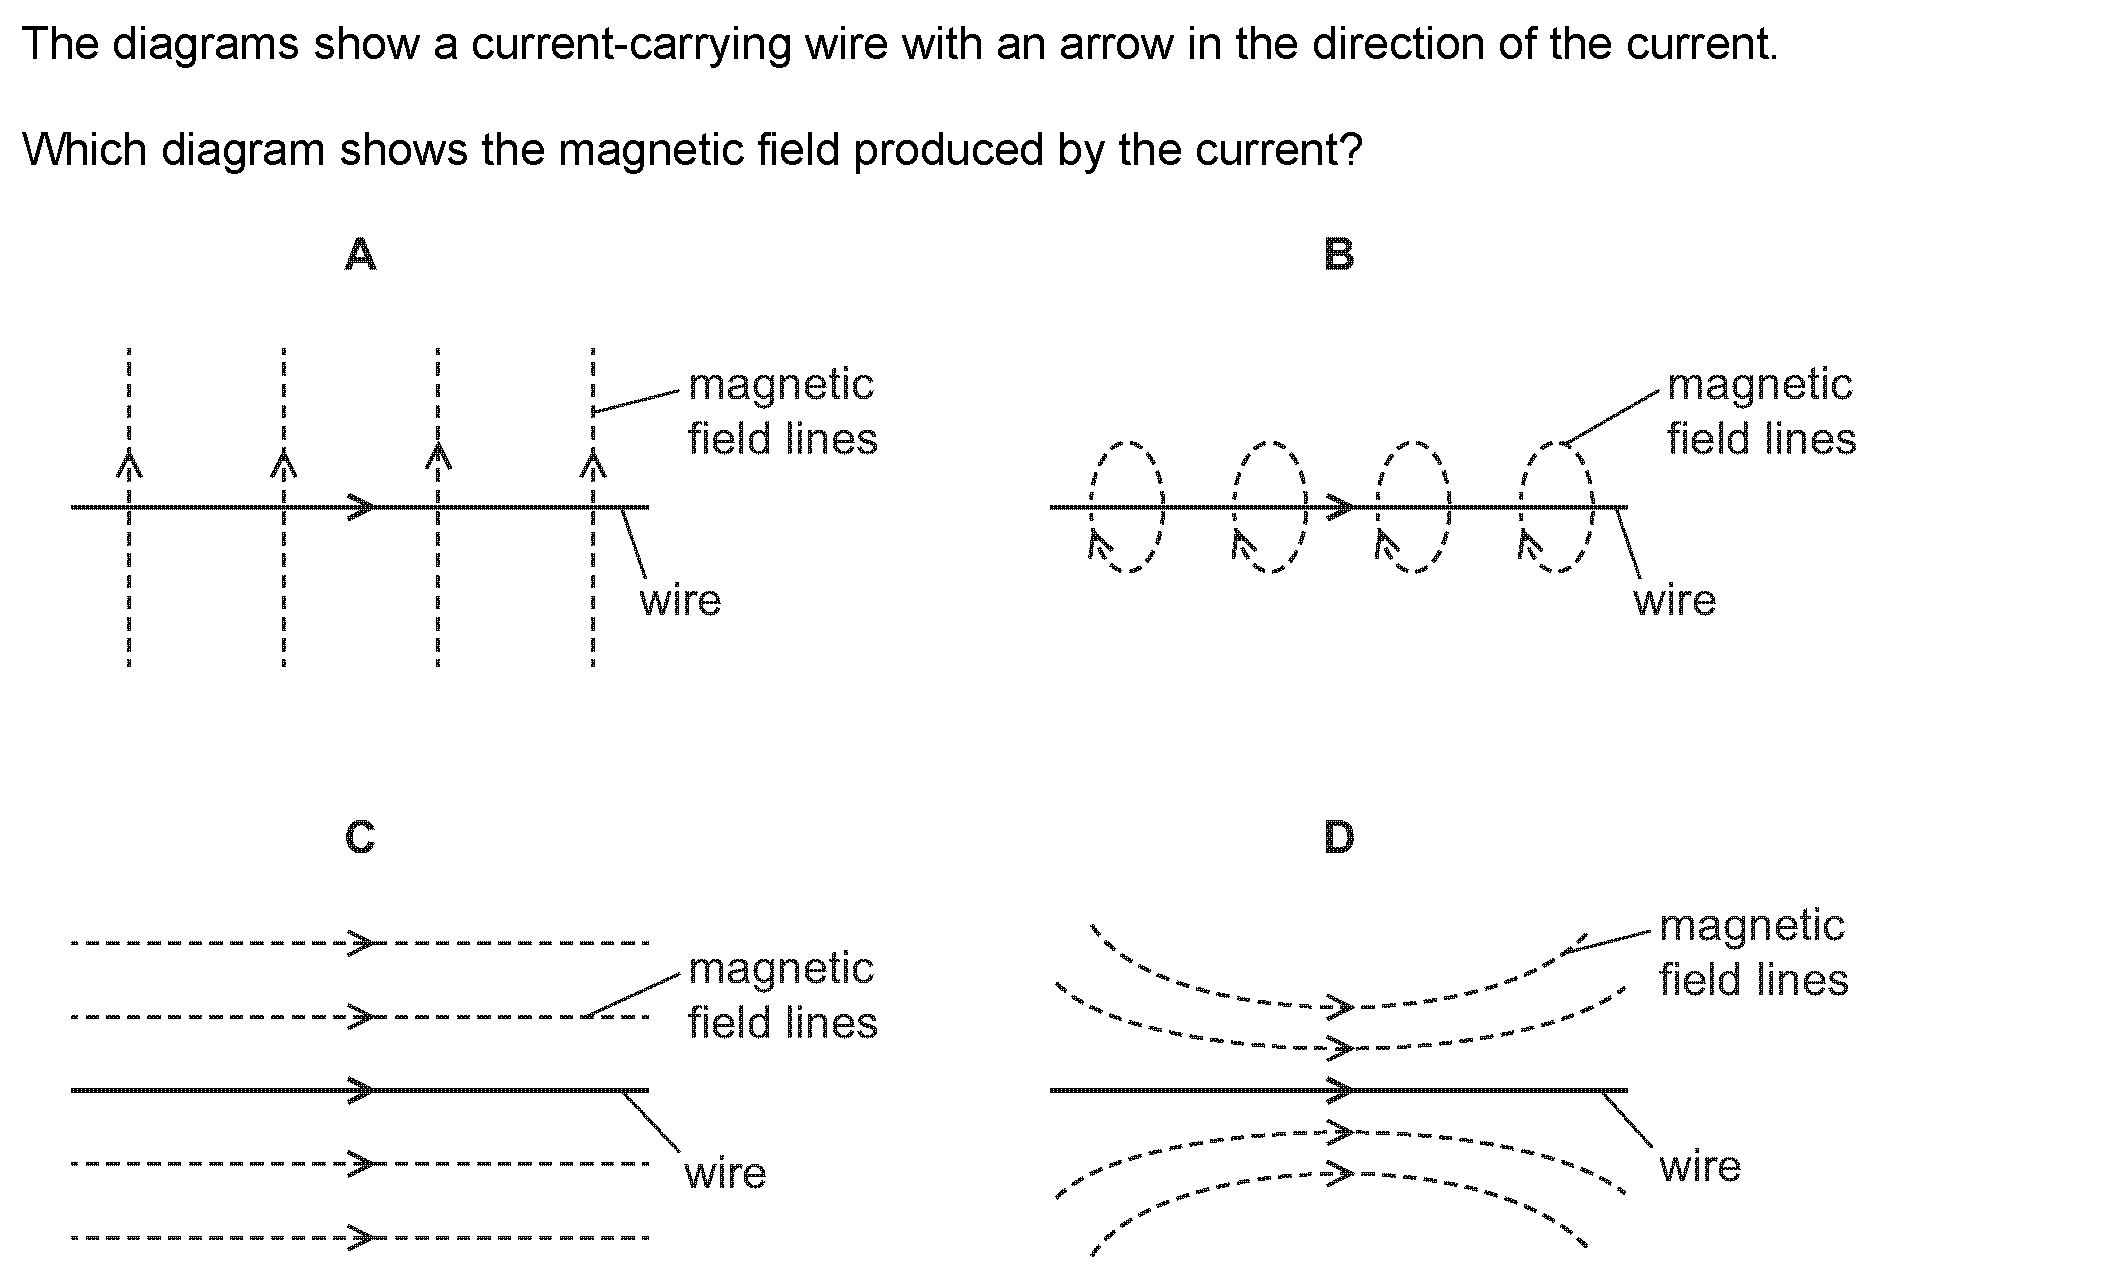 The diagrams show a current-carrying wire with an arrow in the direction of the current.
Which diagram shows the magnetic field produced by the current?
A
magnetic
field lines
wire
B
magnetic
field lines
wire
C
magnetic
field lines
wire
D
magnetic
field lines
wire